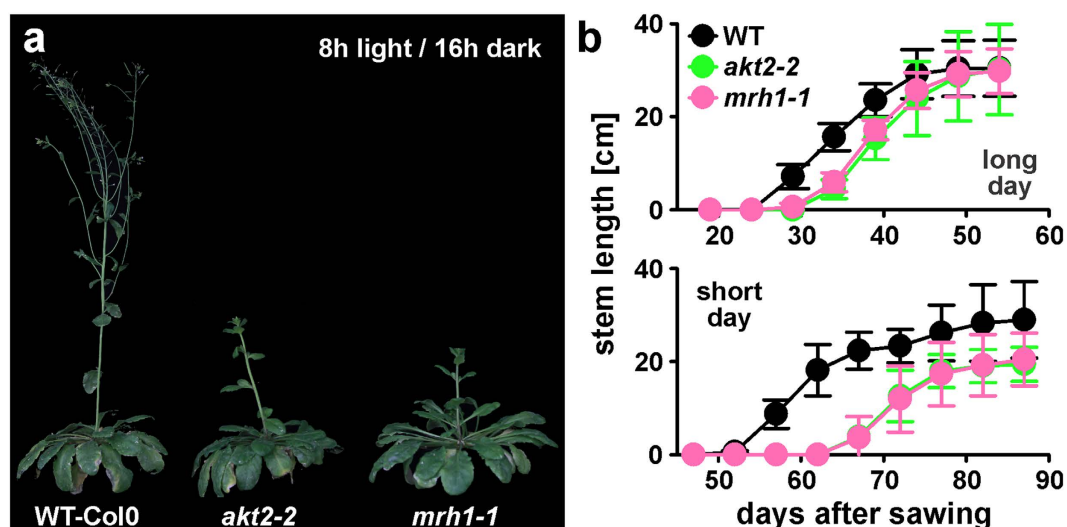 a
8h light / 16h dark
WT-Col0
akt2-2
mrh1-1
b
stem length [cm]
40
20
0
WT
akt2-2
mrh1-1
long
day
20
30
40
50
60
40
20
0
short
day
50
60
70
80
90
days after sawing